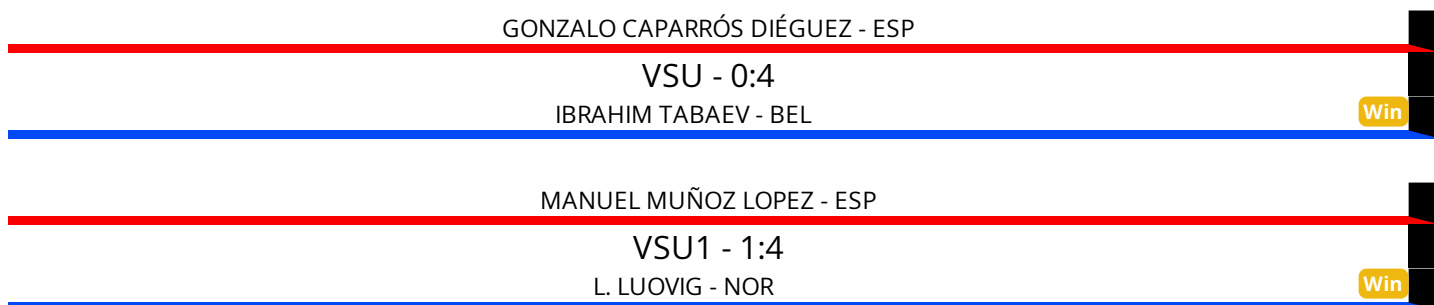 GONZALO CAPARRÓS DIÉGUEZ - ESP
VSU - 0:4
IBRAHIM TABAEV - BEL
Win
MANUEL MUÑOZ LOPEZ - ESP
VSU1 - 1:4
L. LUOVIG - NOR
Win